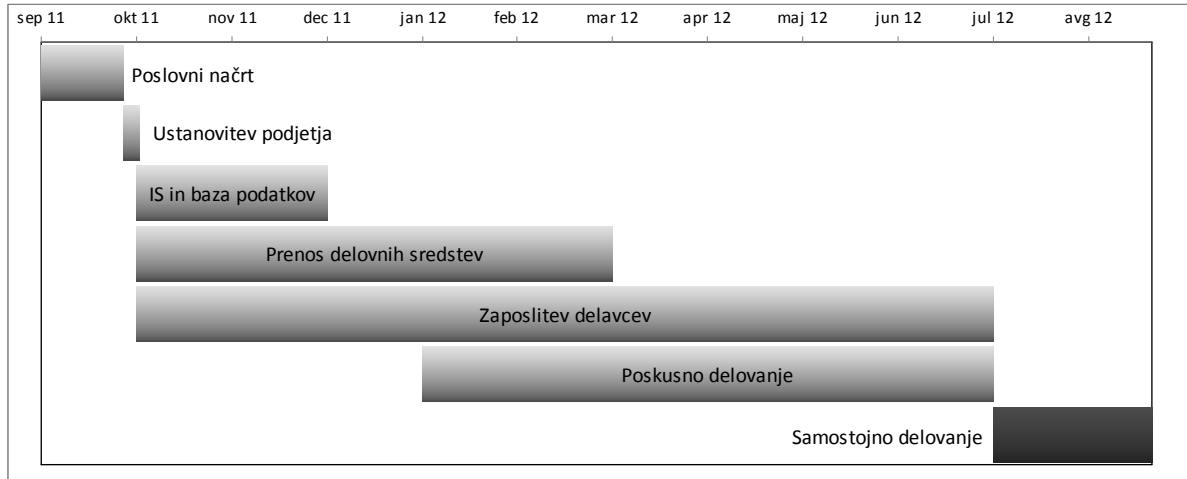 sep 11 okt 11 nov 11 dec 11 jan 12 feb 12 mar 12 apr 12 maj 12 jun 12 jul 12 avg 12
Poslovni načrt
Ustanovitev podjetja
IS in baza podatkov
Prenos delovnih sredstev
Zaposlitev delavcev
Poskusno delovanje
Samostojno delovanje